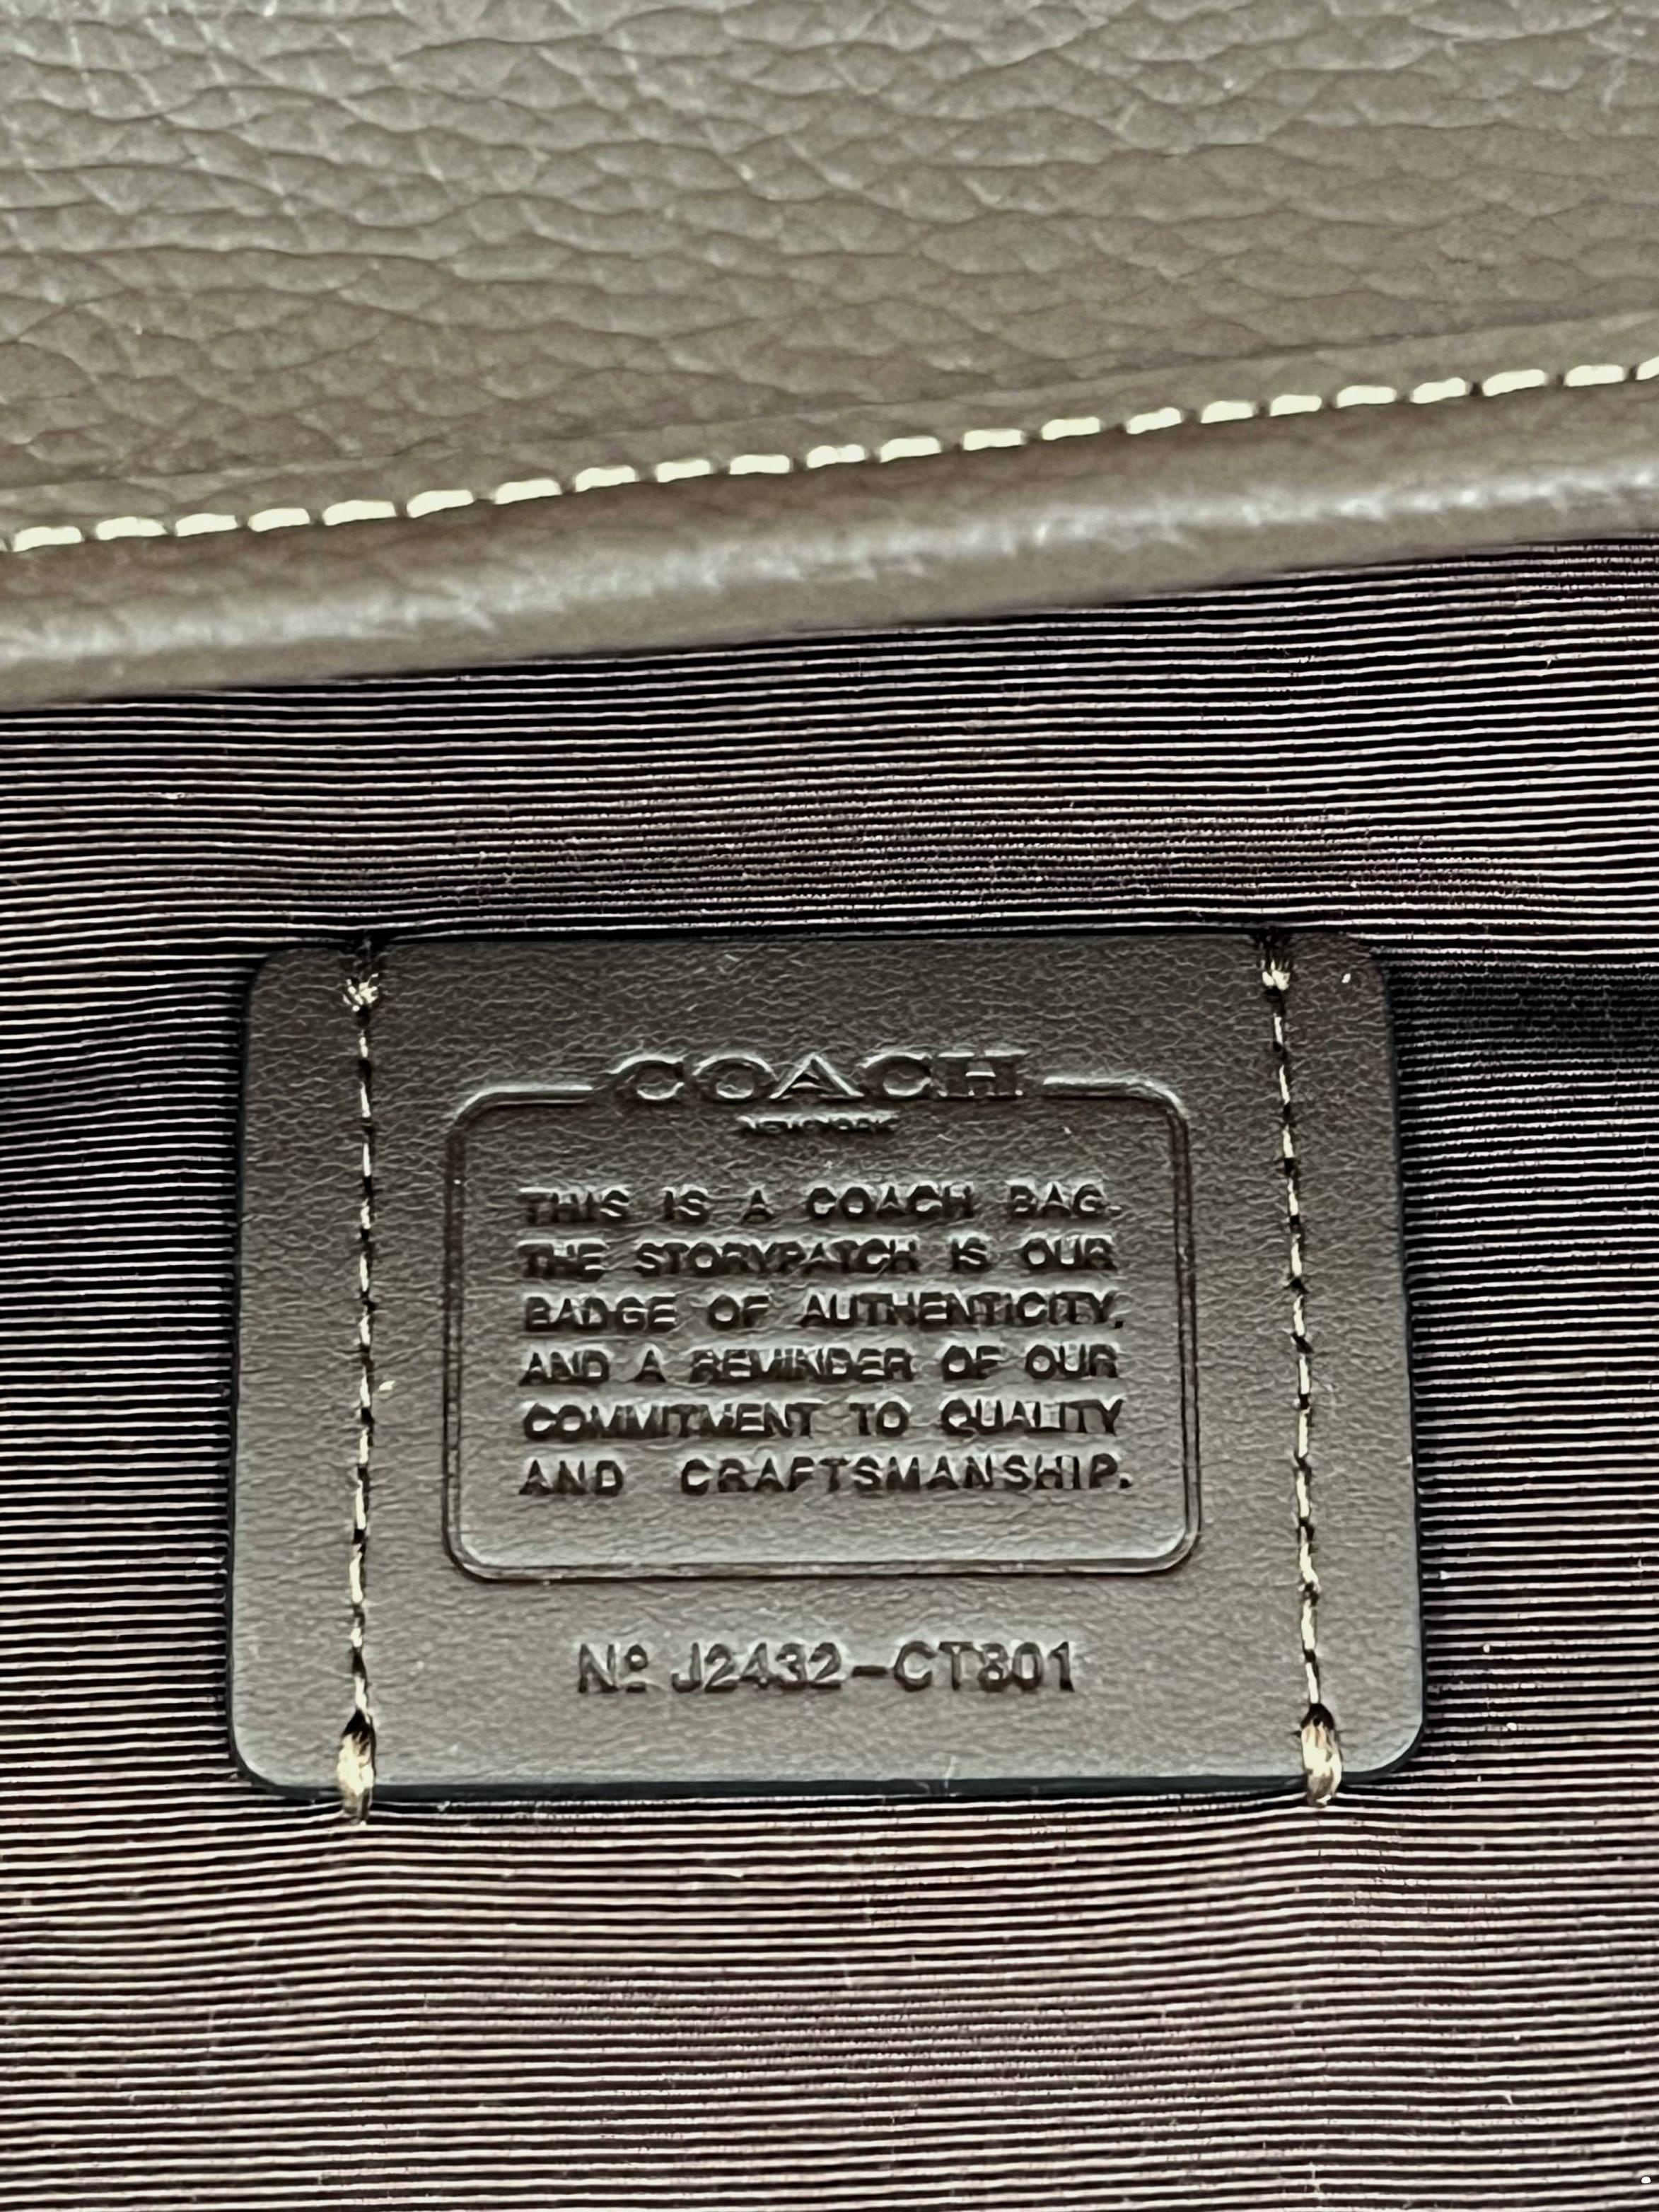 COACH
NEW YORK
THIS IS A COACH BAG.
THE STORYPATCH IS OUR
BADGE OF AUTHENTICITY,
AND A REMINDER OF OUR
COMMITMENT TO QUALITY
AND CRAFTSMANSHIP.
Nº J2432-CT801